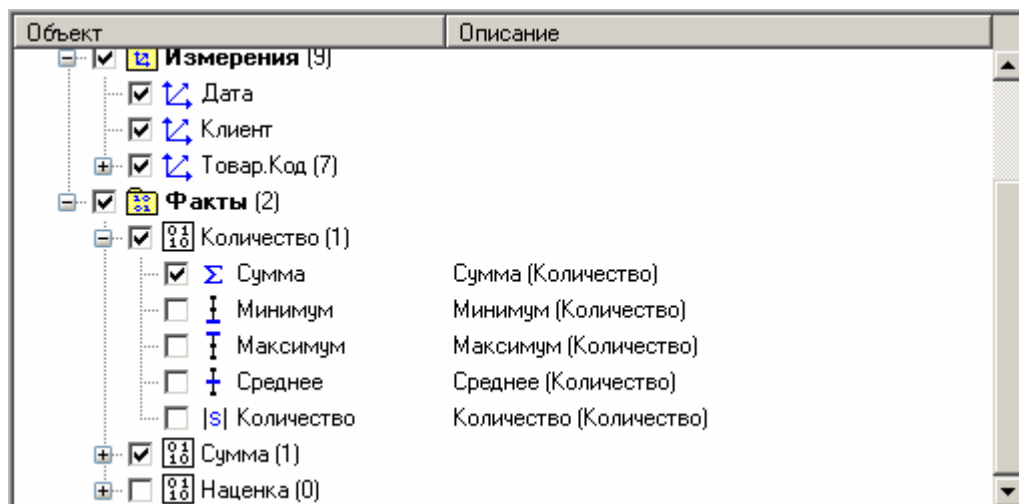 Объект Описание
Измерения (9)
Дата
Клиент
Товар.Код (7)
Факты (2)
Количество (1)
Сумма Сумма (Количество)
Минимум Минимум (Количество)
Максимум Максимум (Количество)
Среднее Среднее (Количество)
|s| Количество Количество (Количество)
Сумма (1)
Наценка (0)